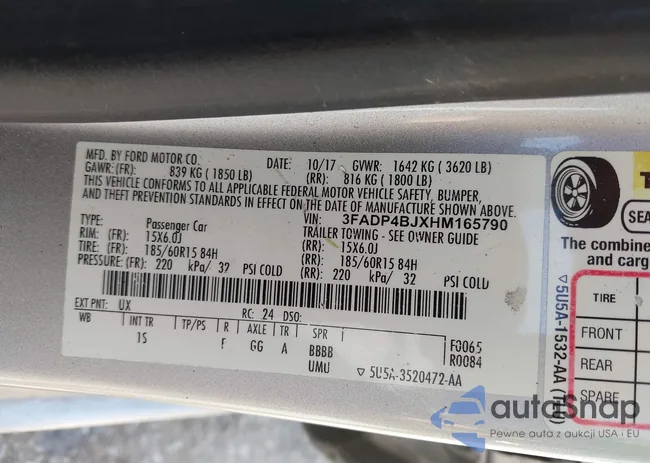 MFD. BY FORD MOTOR CO.
DATE: 10/17 GVWR: 1642 KG ( 3620 LB)
GAWR: (FR): 839 KG ( 1850 LB) (RR): 816 KG ( 1800 LB)
THIS VEHICLE CONFORMS TO ALL APPLICABLE FEDERAL MOTOR VEHICLE SAFETY, BUMPER,
AND THEFT PREVENTION STANDARDS IN EFFECT ON THE DATE OF MANUFACTURE SHOWN ABOVE.
VIN: 3FADP4BJXHM165790
TYPE: Passenger Car TRAILER TOWING - SEE OWNER GUIDE
RIM: (FR): 15X6.0J (RR): 15X6.0J
TIRE: (FR): 185/60R15 84H (RR): 185/60R15 84H
PRESSURE: (FR): 220 kPa/ 32 PSI COLD (RR): 220 kPa/ 32 PSI COLD
EXT PNT: UX RC: 24 DSO:
WB INT TR TP/PS R AXLE TR SPR F0065
1S F GG A BBBB R0084
UMU ▽ 5U5A-3520472-AA
SEA
The combine
and carg
TIRE
FRONT
REAR
SPARE
▽5U5A-1532-AA (TLU)
autoSnap
Pewne auta z aukcji USA i EU